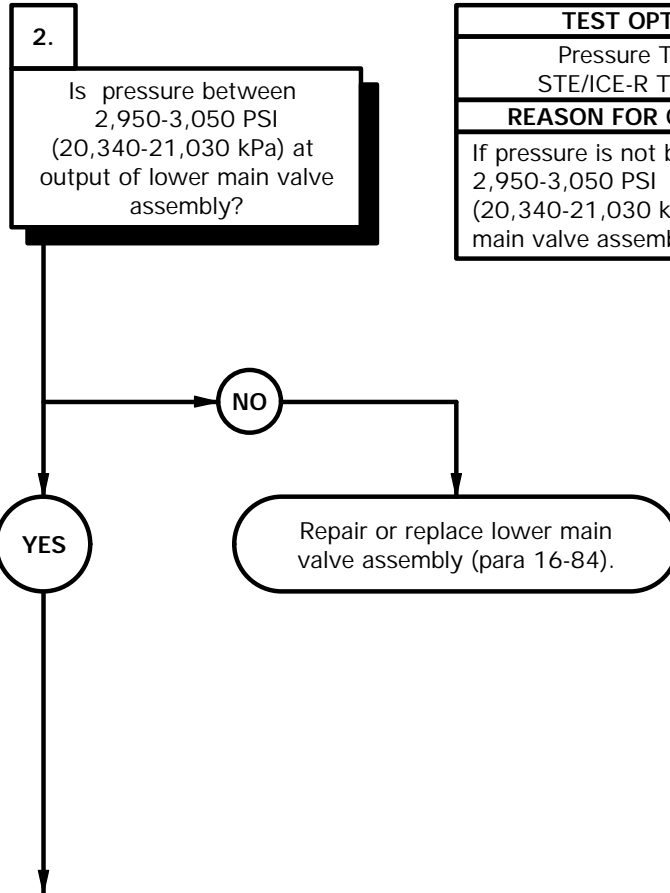 2.
Is pressure between
2,950-3,050 PSI
(20,340-21,030 kPa) at
output of lower main valve
assembly?
TEST OPT
Pressure T
STE/ICE-R T
REASON FOR
If pressure is not b
2,950-3,050 PSI
(20,340-21,030 k
main valve assemb
NO
YES
Repair or replace lower main
valve assembly (para 16-84).